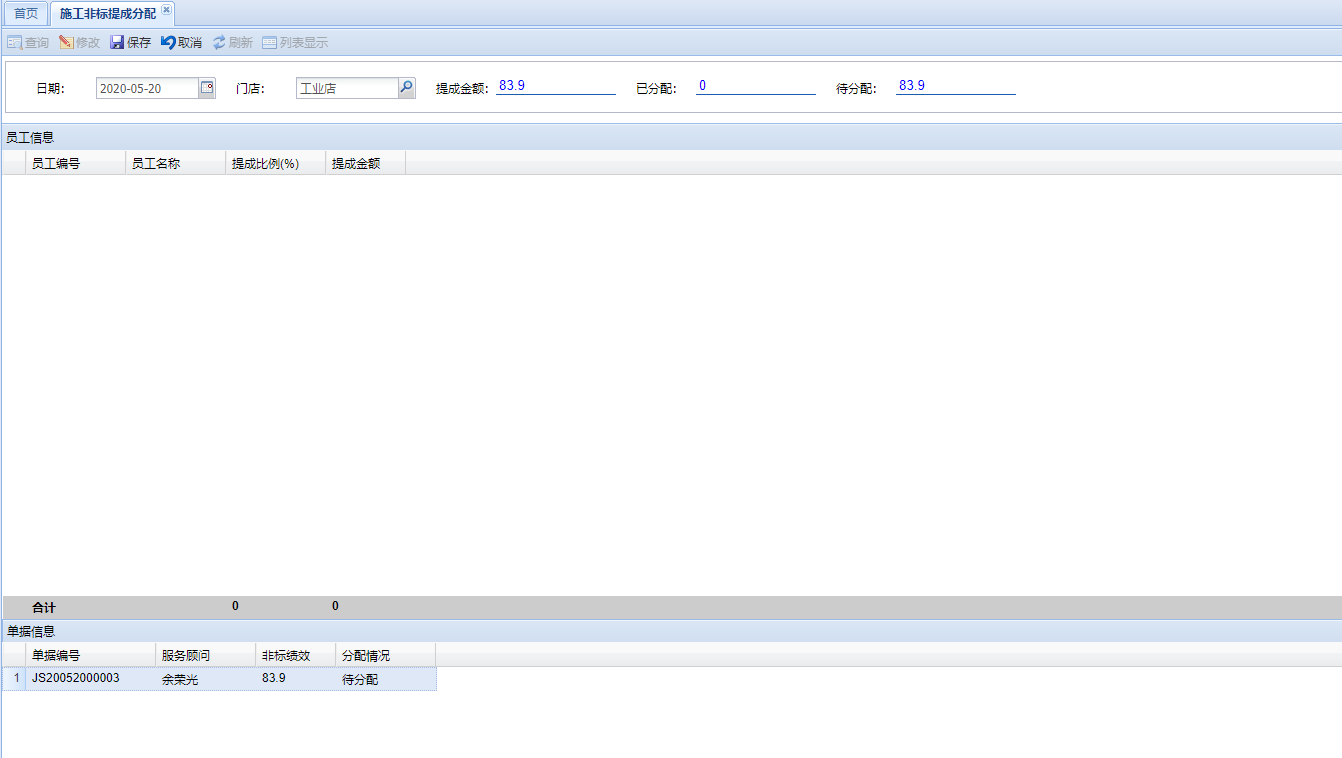 首页 施工非标提成分配
查询 修改 保存 取消 刷新 列表显示
日期: 2020-05-20 门店: 工业店 提成金额: 83.9 已分配: 0 待分配: 83.9
员工信息
员工编号 员工名称 提成比例(%) 提成金额
合计 0 0
单据信息
单据编号 服务顾问 非标绩效 分配情况
1 JS20052000003 余荣光 83.9 待分配